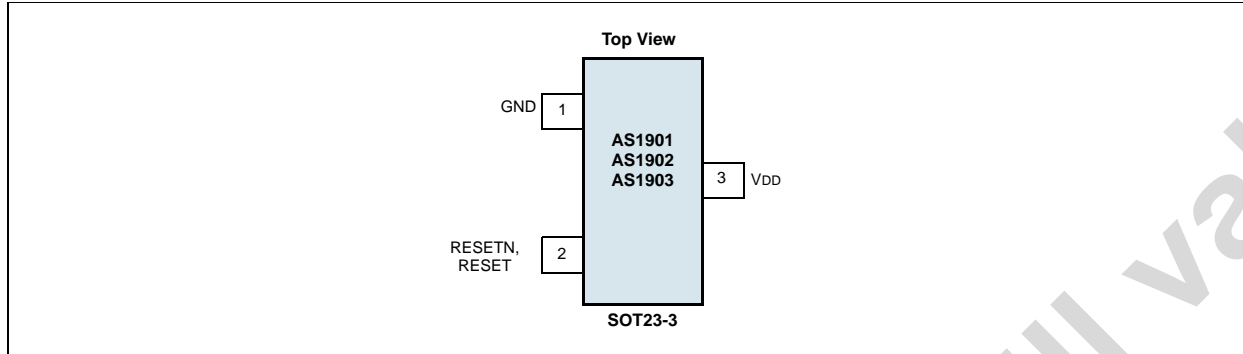 Top View
GND
1
AS1901
AS1902
AS1903
3
VDD
RESETN,
RESET
2
SOT23-3